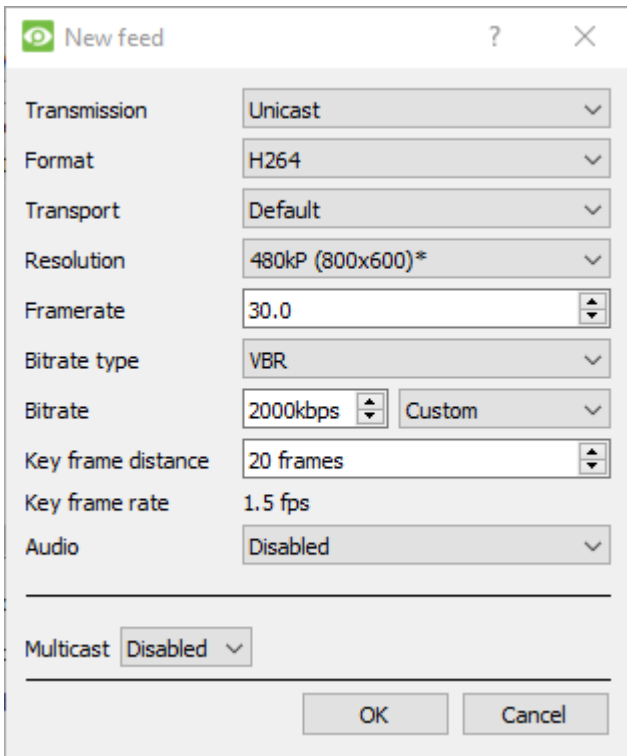 New feed ?
Transmission Unicast
Format H264
Transport Default
Resolution 480kP (800x600)*
Framerate 30.0
Bitrate type VBR
Bitrate 2000kbps Custom
Key frame distance 20 frames
Key frame rate 1.5 fps
Audio Disabled
Multicast Disabled
OK Cancel